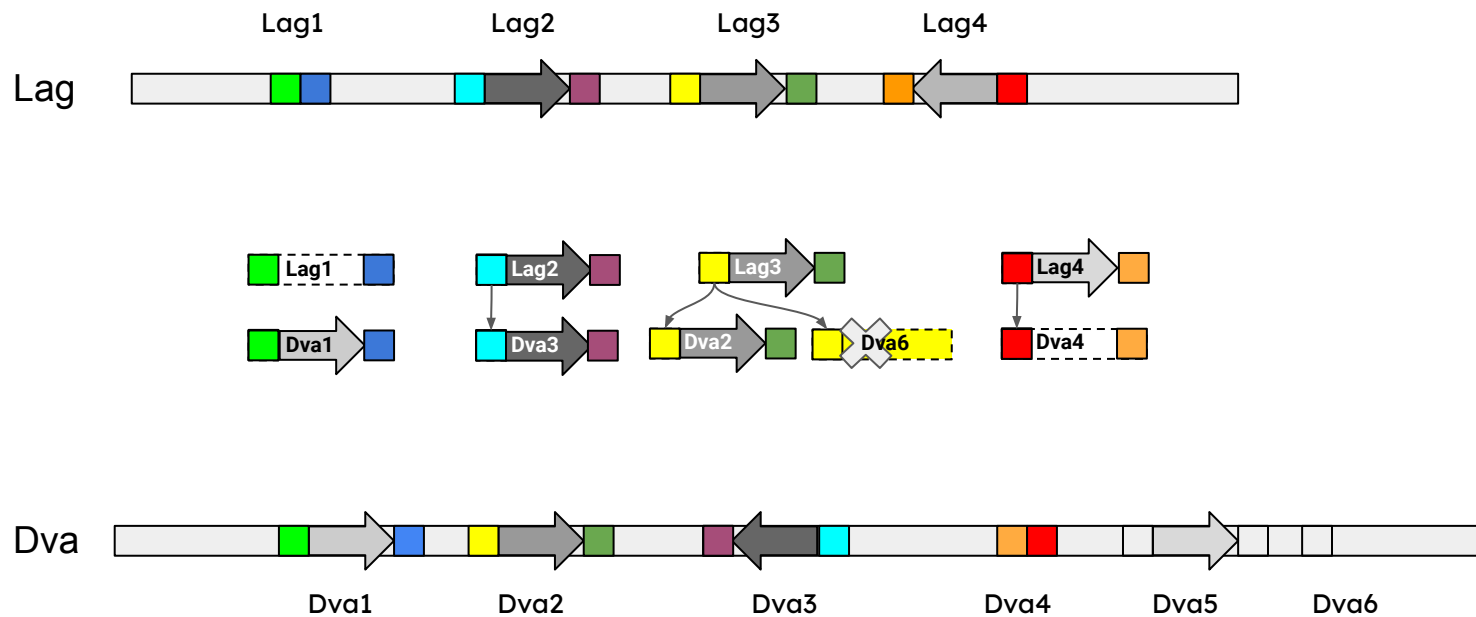 Lag1 Lag2 Lag3 Lag4
Lag
Lag1 Lag2 Lag3 Lag4
Dva1 Dva3 Dva2 Dva6 Dva4
Dva
Dva1 Dva2 Dva3 Dva4 Dva5 Dva6